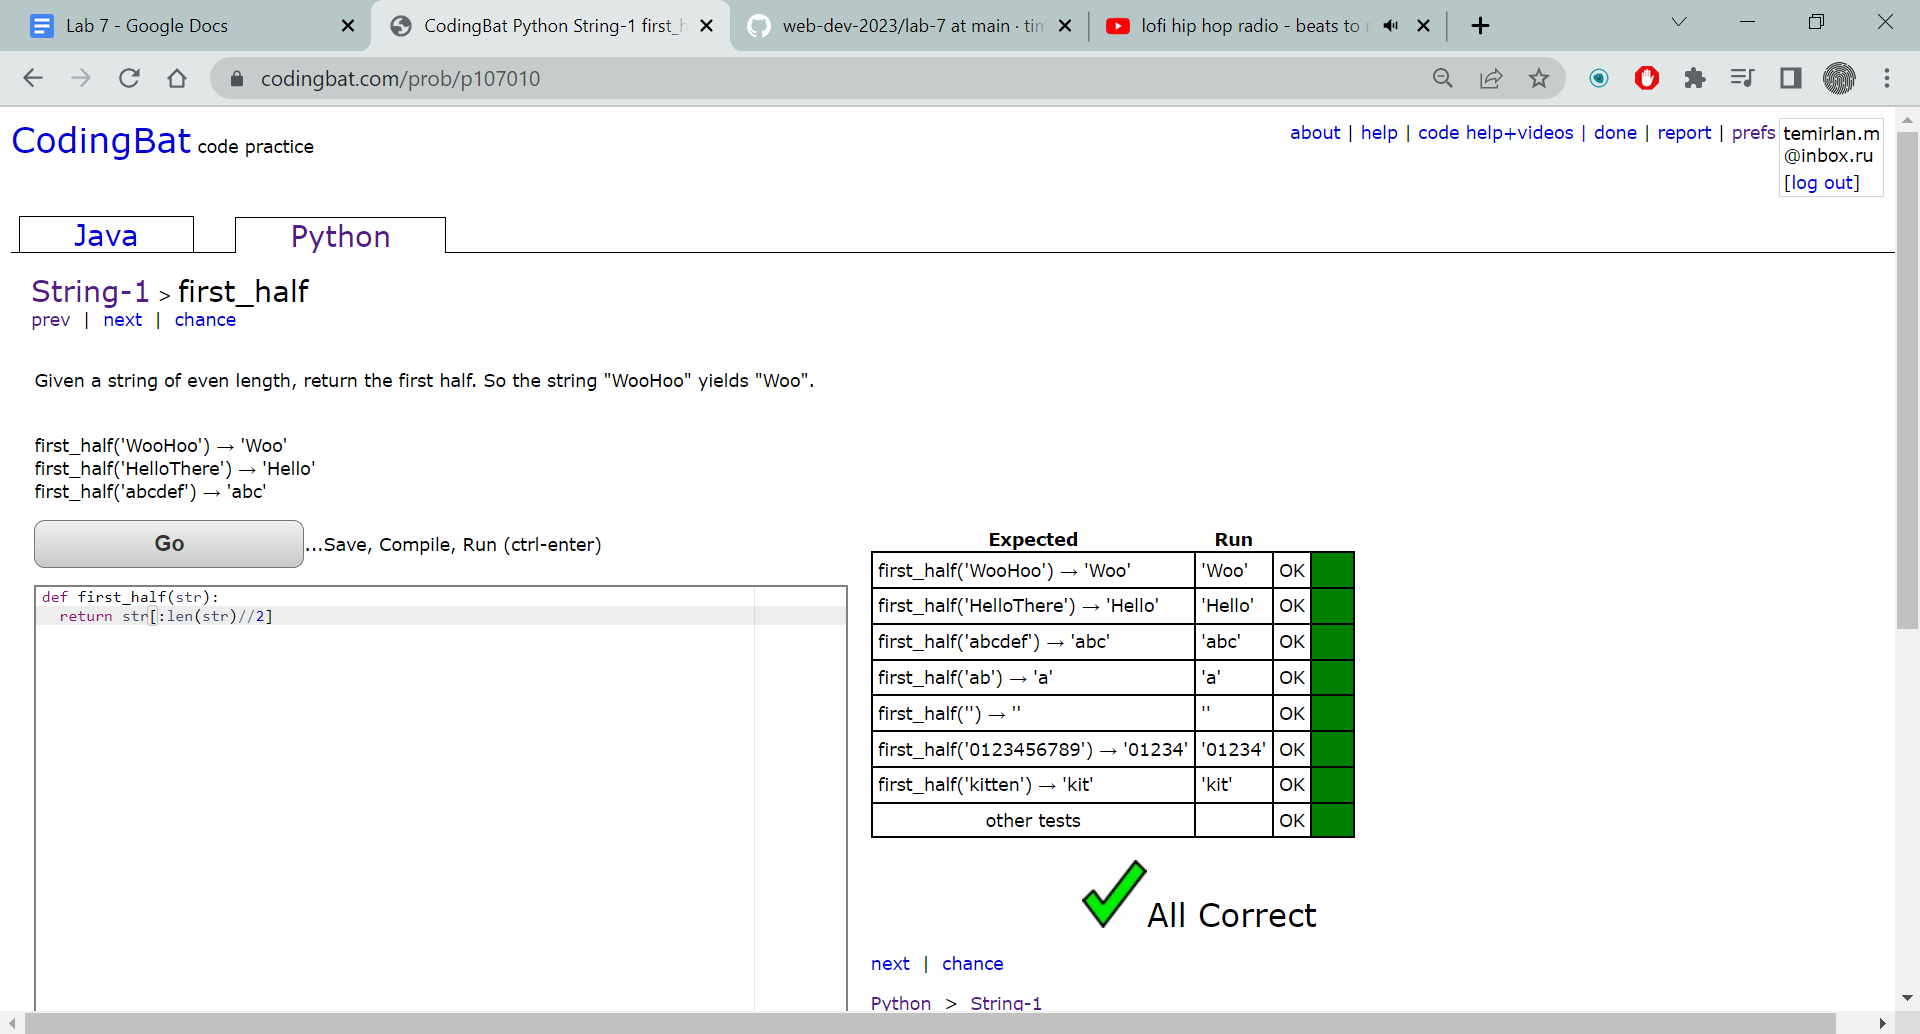 Lab 7 - Google Docs
CodingBat Python String-1 first_h
web-dev-2023/lab-7 at main · tim
lofi hip hop radio - beats to r
codingbat.com/prob/p107010
CodingBat code practice
about | help | code help+videos | done | report | prefs
temirlan.m
@inbox.ru
[log out]
Java
Python
String-1 > first_half
prev | next | chance
Given a string of even length, return the first half. So the string "WooHoo" yields "Woo".
first_half('WooHoo') → 'Woo'
first_half('HelloThere') → 'Hello'
first_half('abcdef') → 'abc'
Go ...Save, Compile, Run (ctrl-enter)
def first_half(str):
  return str[:len(str)//2]
Expected Run
first_half('WooHoo') → 'Woo' 'Woo' OK
first_half('HelloThere') → 'Hello' 'Hello' OK
first_half('abcdef') → 'abc' 'abc' OK
first_half('ab') → 'a' 'a' OK
first_half('') → '' '' OK
first_half('0123456789') → '01234' '01234' OK
first_half('kitten') → 'kit' 'kit' OK
other tests OK
All Correct
next | chance
Python > String-1